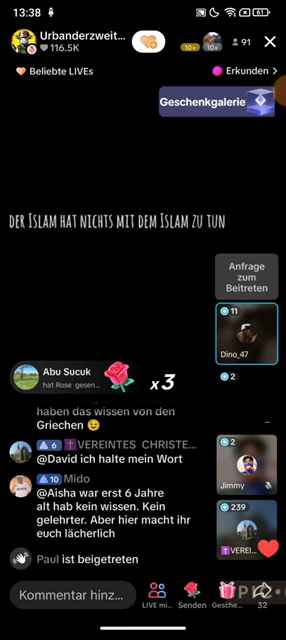 13:38
61
Urbanderzweit...
116.5K
10+
10+
91
Beliebte LIVEs
Erkunden >
Geschenkgalerie
der Islam hat nichts mit dem Islam zu tun
Anfrage
zum
Beitreten
11
Dino_47
Abu Sucuk
hat Rose gesen...
x3
2
haben das wissen von den
Griechen 😉
6 VEREINTES CHRISTE...
@David ich halte mein Wort
10 Mido
@Aisha war erst 6 Jahre
alt hab kein wissen. Kein
gelehrter. Aber hier macht ihr
euch lächerlich
2
Jimmy
239
VEREI...
Paul ist beigetreten
Kommentar hinz...
LIVE mi...
Senden
Gesche...
32